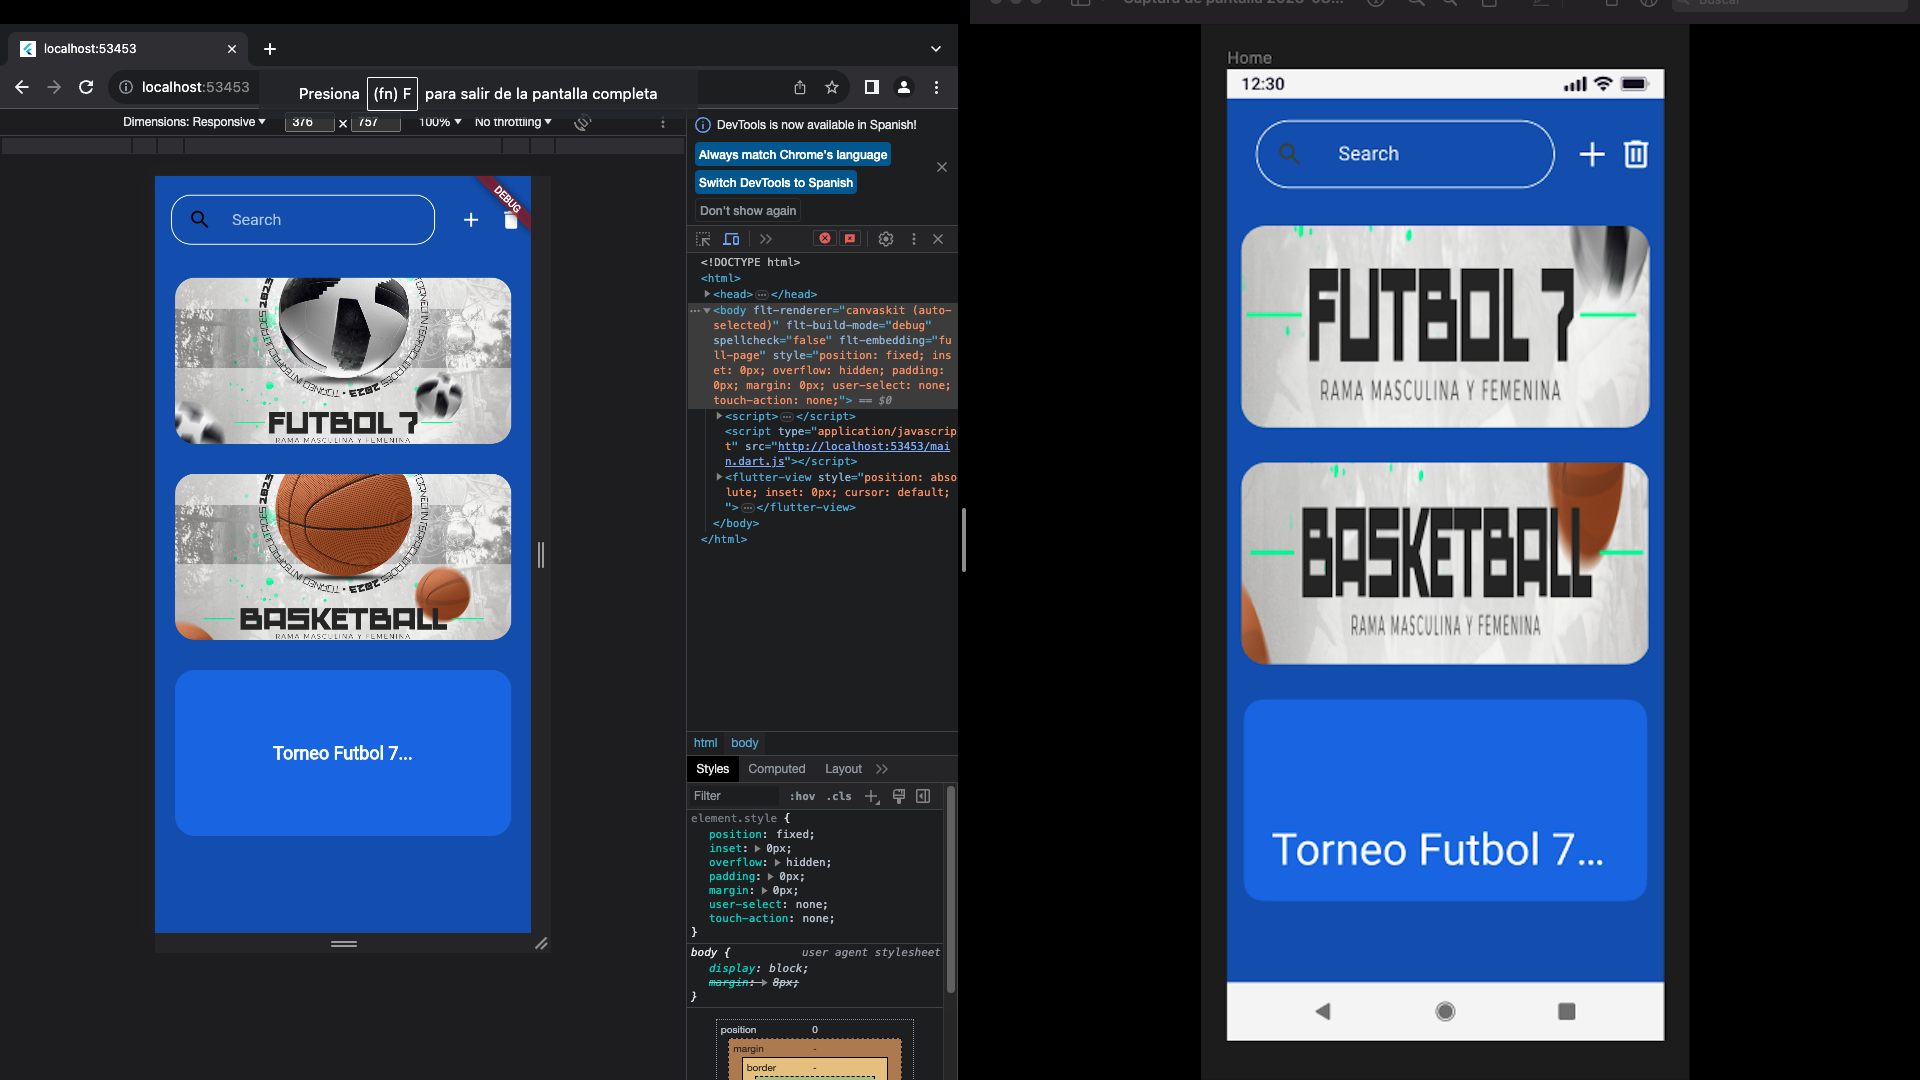 localhost:53453
localhost:53453
Presiona (fn) F para salir de la pantalla completa
Dimensions: Responsive
376
×
757
100%
No throttling
DevTools is now available in Spanish!
Always match Chrome's language
Switch DevTools to Spanish
Don't show again
Search
DEBUG
FUTBOL 7
RAMA MASCULINA Y FEMENINA
BASKETBALL
RAMA MASCULINA Y FEMENINA
Torneo Futbol 7...
<!DOCTYPE html>
<html>
<head>…</head>
<body flt-renderer="canvaskit (auto-
selected)" flt-build-mode="debug"
spellcheck="false" flt-embedding="fu
ll-page" style="position: fixed; ins
et: 0px; overflow: hidden; padding:
0px; margin: 0px; user-select: none;
touch-action: none;"> == $0
<script>…</script>
<script type="application/javascrip
t" src="http://localhost:53453/mai
n.dart.js"></script>
<flutter-view style="position: abso
lute; inset: 0px; cursor: default;
">…</flutter-view>
</body>
</html>
html
body
Styles
Computed
Layout
Filter
:hov
.cls
element.style {
position: fixed;
inset: 0px;
overflow: hidden;
padding: 0px;
margin: 0px;
user-select: none;
touch-action: none;
}
body {
user agent stylesheet
display: block;
margin: 8px;
}
position
0
margin
-
border
-
Home
12:30
Search
FUTBOL 7
RAMA MASCULINA Y FEMENINA
BASKETBALL
RAMA MASCULINA Y FEMENINA
Torneo Futbol 7...